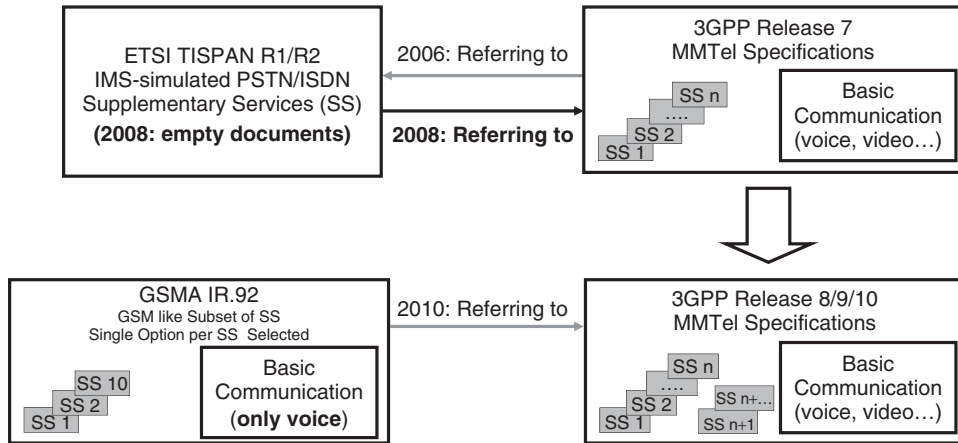 ETSI TISPAN R1/R2
IMS-simulated PSTN/ISDN
Supplementary Services (SS)
(2008: empty documents)
2006: Referring to
2008: Referring to
3GPP Release 7
MMTel Specifications
SS n
....
SS 2
SS 1
Basic
Communication
(voice, video…)
GSMA IR.92
GSM like Subset of SS
Single Option per SS Selected
SS 10
SS 2
SS 1
Basic
Communication
(only voice)
2010: Referring to
3GPP Release 8/9/10
MMTel Specifications
SS n
....
SS 2
SS 1
SS n+…
SS n+1
Basic
Communication
(voice, video…)